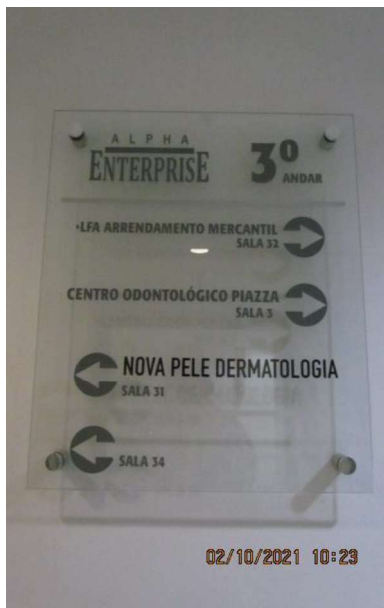 ALPHA
ENTERPRISE
3º ANDAR
LFA ARRENDAMENTO MERCANTIL
SALA 32
CENTRO ODONTOLÓGICO PIAZZA
SALA 3
NOVA PELE DERMATOLOGIA
SALA 31
SALA 34
02/10/2021 10:23